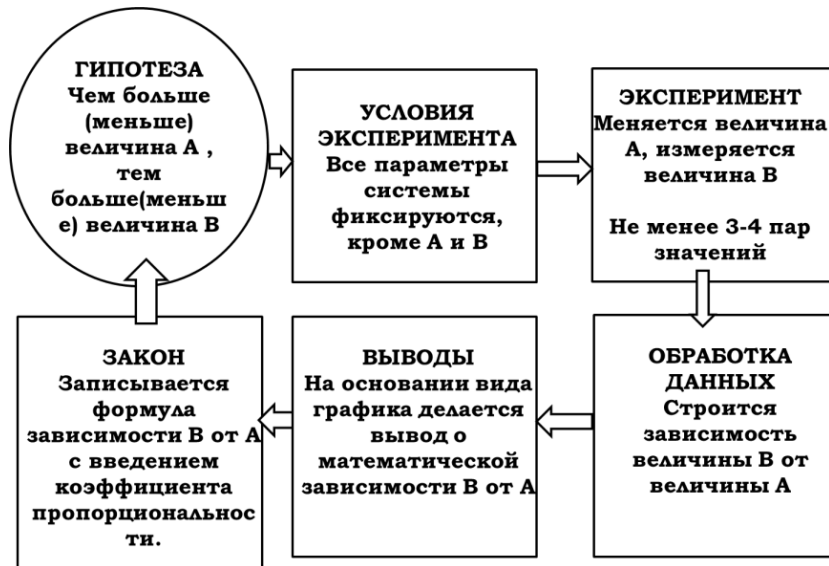 ГИПОТЕЗА
Чем больше
(меньше)
величина А ,
тем
больше(меньш
е) величина В
УСЛОВИЯ
ЭКСПЕРИМЕНТА
Все параметры
системы
фиксируются,
кроме А и В
ЭКСПЕРИМЕНТ
Меняется величина
А, измеряется
величина В
Не менее 3-4 пар
значений
ОБРАБОТКА
ДАННЫХ
Строится
зависимость
величины В от
величины А
ВЫВОДЫ
На основании вида
графика делается
вывод о
математической
зависимости В от А
ЗАКОН
Записывается
формула
зависимости В от А
с введением
коэффициента
пропорциональнос
ти.